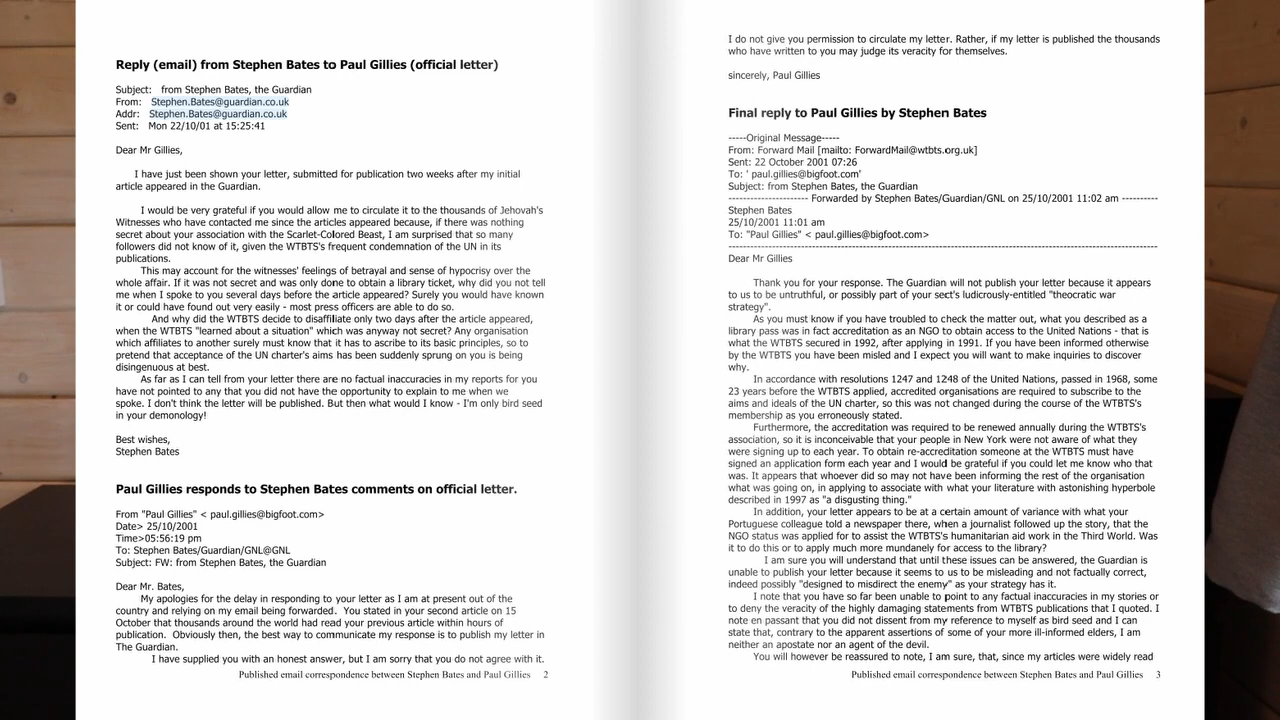 Reply (email) from Stephen Bates to Paul Gillies (official letter)
Subject: from Stephen Bates, the Guardian
From: Stephen.Bates@guardian.co.uk
Addr: Stephen.Bates@guardian.co.uk
Sent: Mon 22/10/01 at 15:25:41
Dear Mr Gillies,
I have just been shown your letter, submitted for publication two weeks after my initial
article appeared in the Guardian.
I would be very grateful if you would allow me to circulate it to the thousands of Jehovah's
Witnesses who have contacted me since the articles appeared because, if there was nothing
secret about your association with the Scarlet-Colored Beast, I am surprised that so many
followers did not know of it, given the WTBTS's frequent condemnation of the UN in its
publications.
This may account for the witnesses' feelings of betrayal and sense of hypocrisy over the
whole affair. If it was not secret and was only done to obtain a library ticket, why did you not tell
me when I spoke to you several days before the article appeared? Surely you would have known
it or could have found out very easily - most press officers are able to do so.
And why did the WTBTS decide to disaffiliate only two days after the article appeared,
when the WTBTS "learned about a situation" which was anyway not secret? Any organisation
which affiliates to another surely must know that it has to ascribe to its basic principles, so to
pretend that acceptance of the UN charter's aims has been suddenly sprung on you is being
disingenuous at best.
As far as I can tell from your letter there are no factual inaccuracies in my reports for you
have not pointed to any that you did not have the opportunity to explain to me when we
spoke. I don't think the letter will be published. But then what would I know - I'm only bird seed
in your demonology!
Best wishes,
Stephen Bates
Paul Gillies responds to Stephen Bates comments on official letter.
From "Paul Gillies" < paul.gillies@bigfoot.com>
Date> 25/10/2001
Time>05:56:19 pm
To: Stephen Bates/Guardian/GNL@GNL
Subject: FW: from Stephen Bates, the Guardian
Dear Mr. Bates,
My apologies for the delay in responding to your letter as I am at present out of the
country and relying on my email being forwarded. You stated in your second article on 15
October that thousands around the world had read your previous article within hours of
publication. Obviously then, the best way to communicate my response is to publish my letter in
The Guardian.
I have supplied you with an honest answer, but I am sorry that you do not agree with it.
Published email correspondence between Stephen Bates and Paul Gillies 2
I do not give you permission to circulate my letter. Rather, if my letter is published the thousands
who have written to you may judge its veracity for themselves.
sincerely, Paul Gillies
Final reply to Paul Gillies by Stephen Bates
-----Original Message-----
From: Forward Mail [mailto: ForwardMail@wtbts.org.uk]
Sent: 22 October 2001 07:26
To: ' paul.gillies@bigfoot.com'
Subject: from Stephen Bates, the Guardian
---------------------- Forwarded by Stephen Bates/Guardian/GNL on 25/10/2001 11:02 am ----------
Stephen Bates
25/10/2001 11:01 am
To: "Paul Gillies" < paul.gillies@bigfoot.com>
Dear Mr Gillies
Thank you for your response. The Guardian will not publish your letter because it appears
to us to be untruthful, or possibly part of your sect's ludicrously-entitled "theocratic war
strategy".
As you must know if you have troubled to check the matter out, what you described as a
library pass was in fact accreditation as an NGO to obtain access to the United Nations - that is
what the WTBTS secured in 1992, after applying in 1991. If you have been informed otherwise
by the WTBTS you have been misled and I expect you will want to make inquiries to discover
why.
In accordance with resolutions 1247 and 1248 of the United Nations, passed in 1968, some
23 years before the WTBTS applied, accredited organisations are required to subscribe to the
aims and ideals of the UN charter, so this was not changed during the course of the WTBTS's
membership as you erroneously stated.
Furthermore, the accreditation was required to be renewed annually during the WTBTS's
association, so it is inconceivable that your people in New York were not aware of what they
were signing up to each year. To obtain re-accreditation someone at the WTBTS must have
signed an application form each year and I would be grateful if you could let me know who that
was. It appears that whoever did so may not have been informing the rest of the organisation
what was going on, in applying to associate with what your literature with astonishing hyperbole
described in 1997 as "a disgusting thing."
In addition, your letter appears to be at a certain amount of variance with what your
Portuguese colleague told a newspaper there, when a journalist followed up the story, that the
NGO status was applied for to assist the WTBTS's humanitarian aid work in the Third World. Was
it to do this or to apply much more mundanely for access to the library?
I am sure you will understand that until these issues can be answered, the Guardian is
unable to publish your letter because it seems to us to be misleading and not factually correct,
indeed possibly "designed to misdirect the enemy" as your strategy has it.
I note that you have so far been unable to point to any factual inaccuracies in my stories or
to deny the veracity of the highly damaging statements from WTBTS publications that I quoted. I
note en passant that you did not dissent from my reference to myself as bird seed and I can
state that, contrary to the apparent assertions of some of your more ill-informed elders, I am
neither an apostate nor an agent of the devil.
You will however be reassured to note, I am sure, that, since my articles were widely read
Published email correspondence between Stephen Bates and Paul Gillies 3